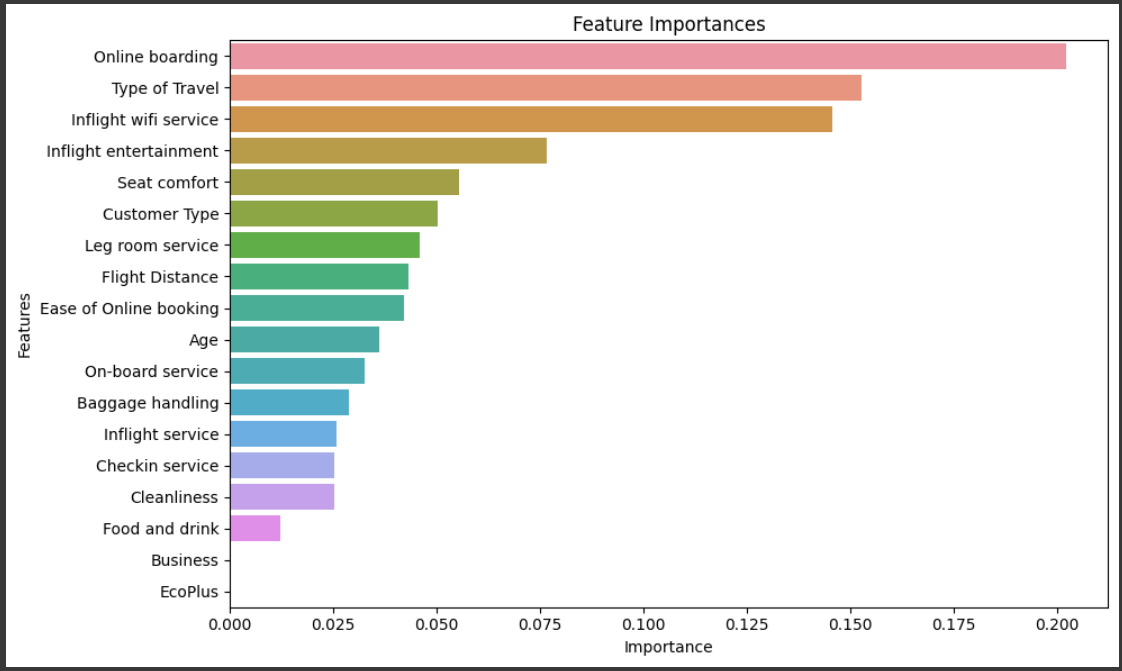 Feature Importances
Features
Online boarding
Type of Travel
Inflight wifi service
Inflight entertainment
Seat comfort
Customer Type
Leg room service
Flight Distance
Ease of Online booking
Age
On-board service
Baggage handling
Inflight service
Checkin service
Cleanliness
Food and drink
Business
EcoPlus
0.000 0.025 0.050 0.075 0.100 0.125 0.150 0.175 0.200
Importance